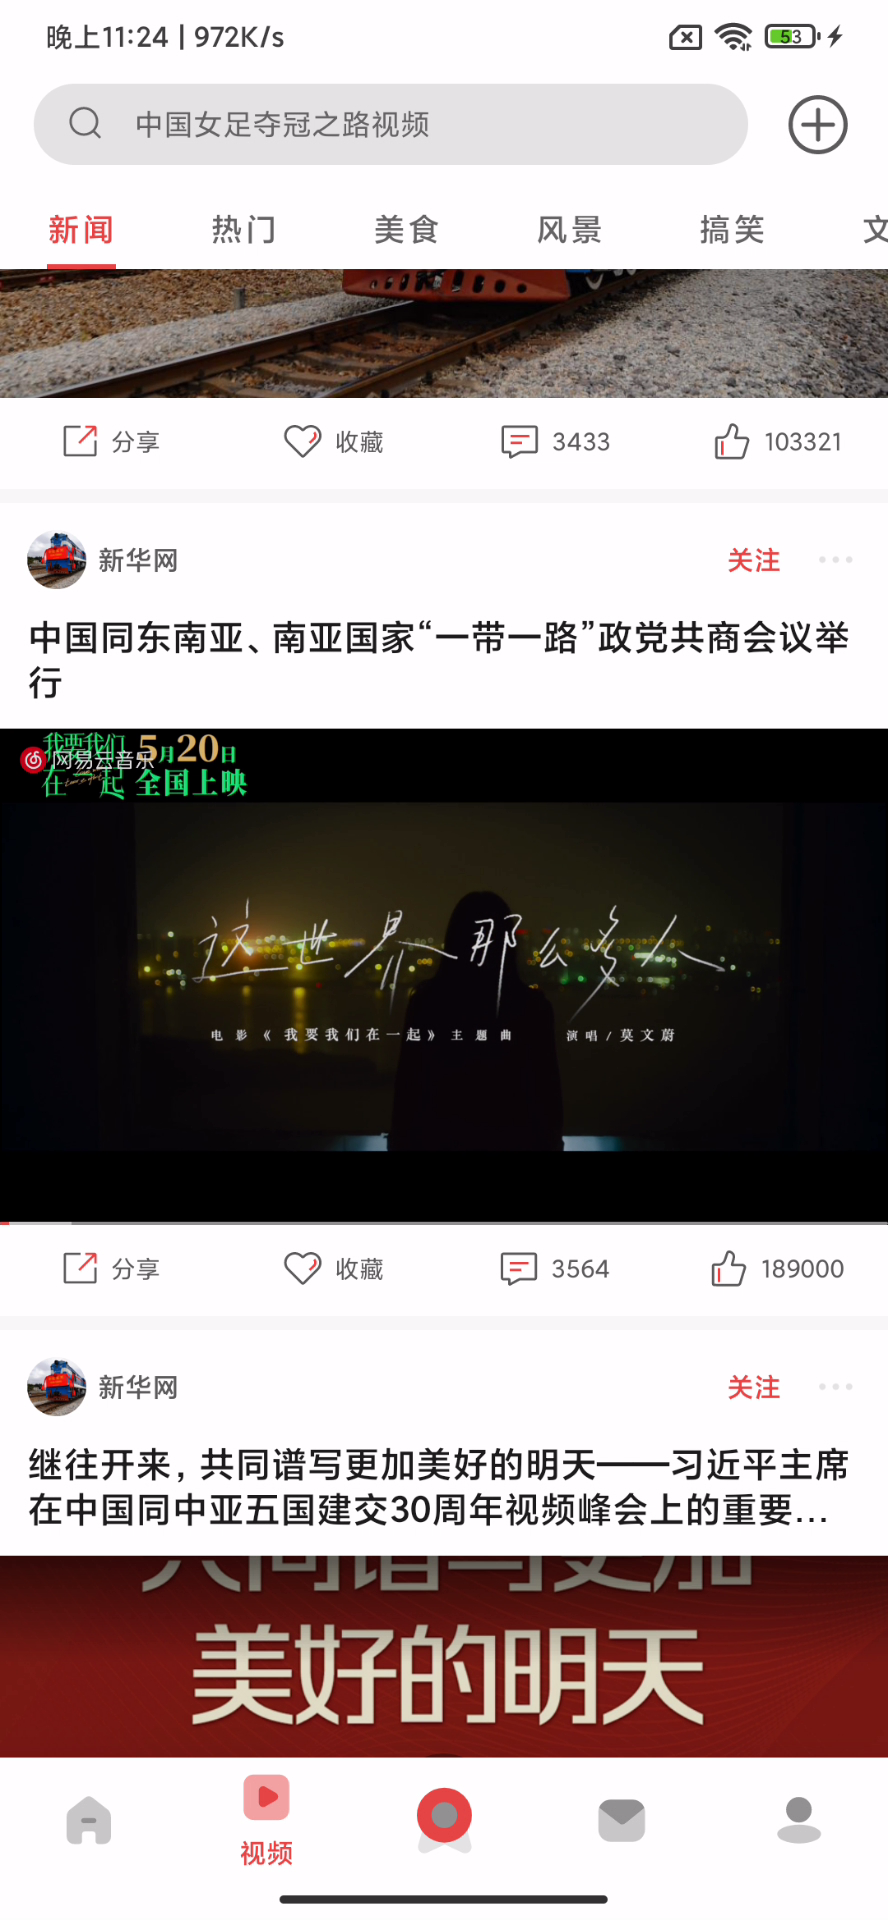 晚上11:24 | 972K/s
53
中国女足夺冠之路视频
新闻 热门 美食 风景 搞笑 文
分享 收藏 3433 103321
新华网 关注
中国同东南亚、南亚国家“一带一路”政党共商会议举
行
我要我们 5月20日
网易云音乐
在一起 全国上映
这世界那么多人
电影《我要我们在一起》主题曲 演唱/莫文蔚
分享 收藏 3564 189000
新华网 关注
继往开来，共同谱写更加美好的明天——习近平主席
在中国同中亚五国建交30周年视频峰会上的重要...
共同谱写更加
美好的明天
视频